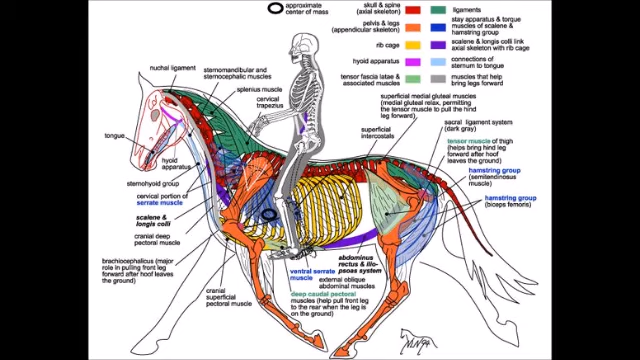 approximate
center of mass
skull & spine
(axial skeleton)
pelvis & legs
(appendicular skeleton)
rib cage
hyoid apparatus
tensor fascia latae &
associated muscles
ligaments
stay apparatus & torque
muscles of scalene &
hamstring group
scalene & longis coli link
axial skeleton with rib cage
connections of
sternum to tongue
muscles that help
bring legs forward
nuchal ligament
sternomandibular and
sternocephalic muscles
splenius muscle
cervical
trapezius
tongue
hyoid
apparatus
sternohyoid group
cervical portion of
serrate muscle
scalene &
longis colli
cranial deep
pectoral muscle
brachiocephalicus (major
role in pulling front leg
forward after hoof leaves
the ground)
cranial
superficial
pectoral muscle
superficial medial gluteal muscles
(medial gluteal relax, permitting
the tensor muscle to pull the hind
leg forward)
superficial
intercostals
sacral ligament system
(dark gray)
tensor muscle of thigh
(helps bring hind leg
forward after hoof
leaves the ground)
hamstring group
(semitendinosus
muscle)
hamstring group
(biceps femoris)
abdominus
rectus & ilio-
psoas system
ventral serrate
muscle
external oblique
abdominal muscles
deep caudal pectoral
muscles (help pull front leg
to the rear when the leg is
on the ground)